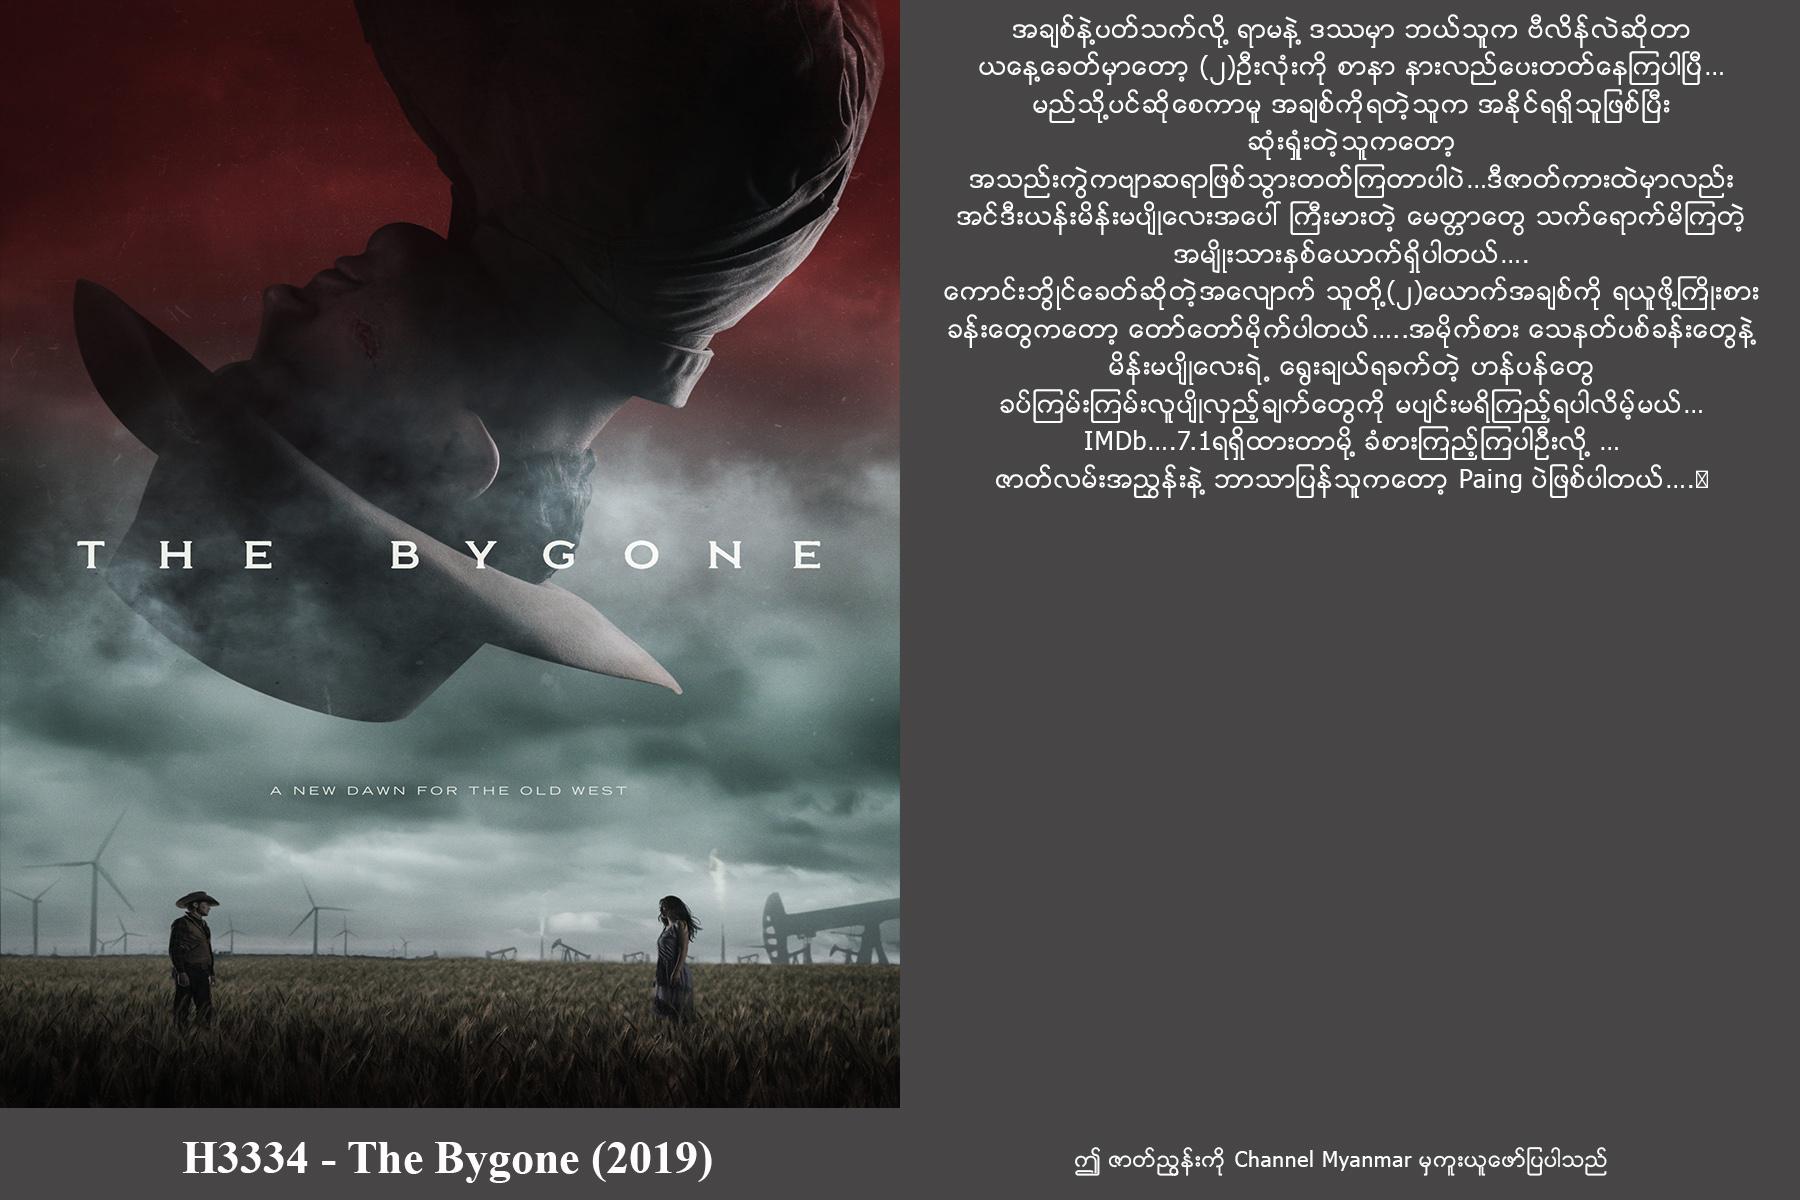 THE BYGONE
A NEW DAWN FOR THE OLD WEST
H3334 - The Bygone (2019)
အချစ်နဲ့ပတ်သက်လို့ ရာမနဲ့ ဒဿမှာ ဘယ်သူက ဗီလိန်လဲဆိုတာ
ယနေ့ခေတ်မှာတော့ (၂)ဦးလုံးကို စာနာ နားလည်ပေးတတ်နေကြပါပြီ...
မည်သို့ပင်ဆိုစေကာမူ အချစ်ကိုရတဲ့သူက အနိုင်ရရှိသူဖြစ်ပြီး
ဆုံးရှုံးတဲ့သူကတော့
အသည်းကွဲကဗျာဆရာဖြစ်သွားတတ်ကြတာပါပဲ...ဒီဇာတ်ကားထဲမှာလည်း
အင်ဒီးယန်းမိန်းမပျိုလေးအပေါ် ကြီးမားတဲ့ မေတ္တာတွေ သက်ရောက်မိကြတဲ့
အမျိုးသားနှစ်ယောက်ရှိပါတယ်....
ကောင်းဘွိုင်ခေတ်ဆိုတဲ့အလျောက် သူတို့(၂)ယောက်အချစ်ကို ရယူဖို့ကြိုးစား
ခန်းတွေကတော့ တော်တော်မိုက်ပါတယ်.....အမိုက်စား သေနတ်ပစ်ခန်းတွေနဲ့
မိန်းမပျိုလေးရဲ့ ရွေးချယ်ရခက်တဲ့ ဟန်ပန်တွေ
ခပ်ကြမ်းကြမ်းလူပျိုလှည့်ချက်တွေကို မပျင်းမရိကြည့်ရပါလိမ့်မယ်...
IMDb....7.1ရရှိထားတာမို့ ခံစားကြည့်ကြပါဦးလို့ ...
ဇာတ်လမ်းအညွှန်းနဲ့ ဘာသာပြန်သူကတော့ Paing ပဲဖြစ်ပါတယ်....
ဤ ဇာတ်ညွှန်းကို Channel Myanmar မှကူးယူဖော်ပြပါသည်